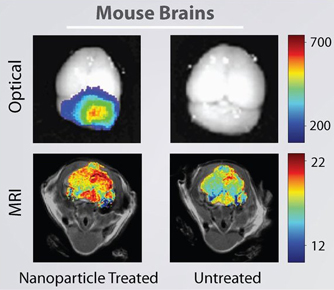 Mouse Brains
Optical
700
200
MRI
22
12
Nanoparticle Treated
Untreated